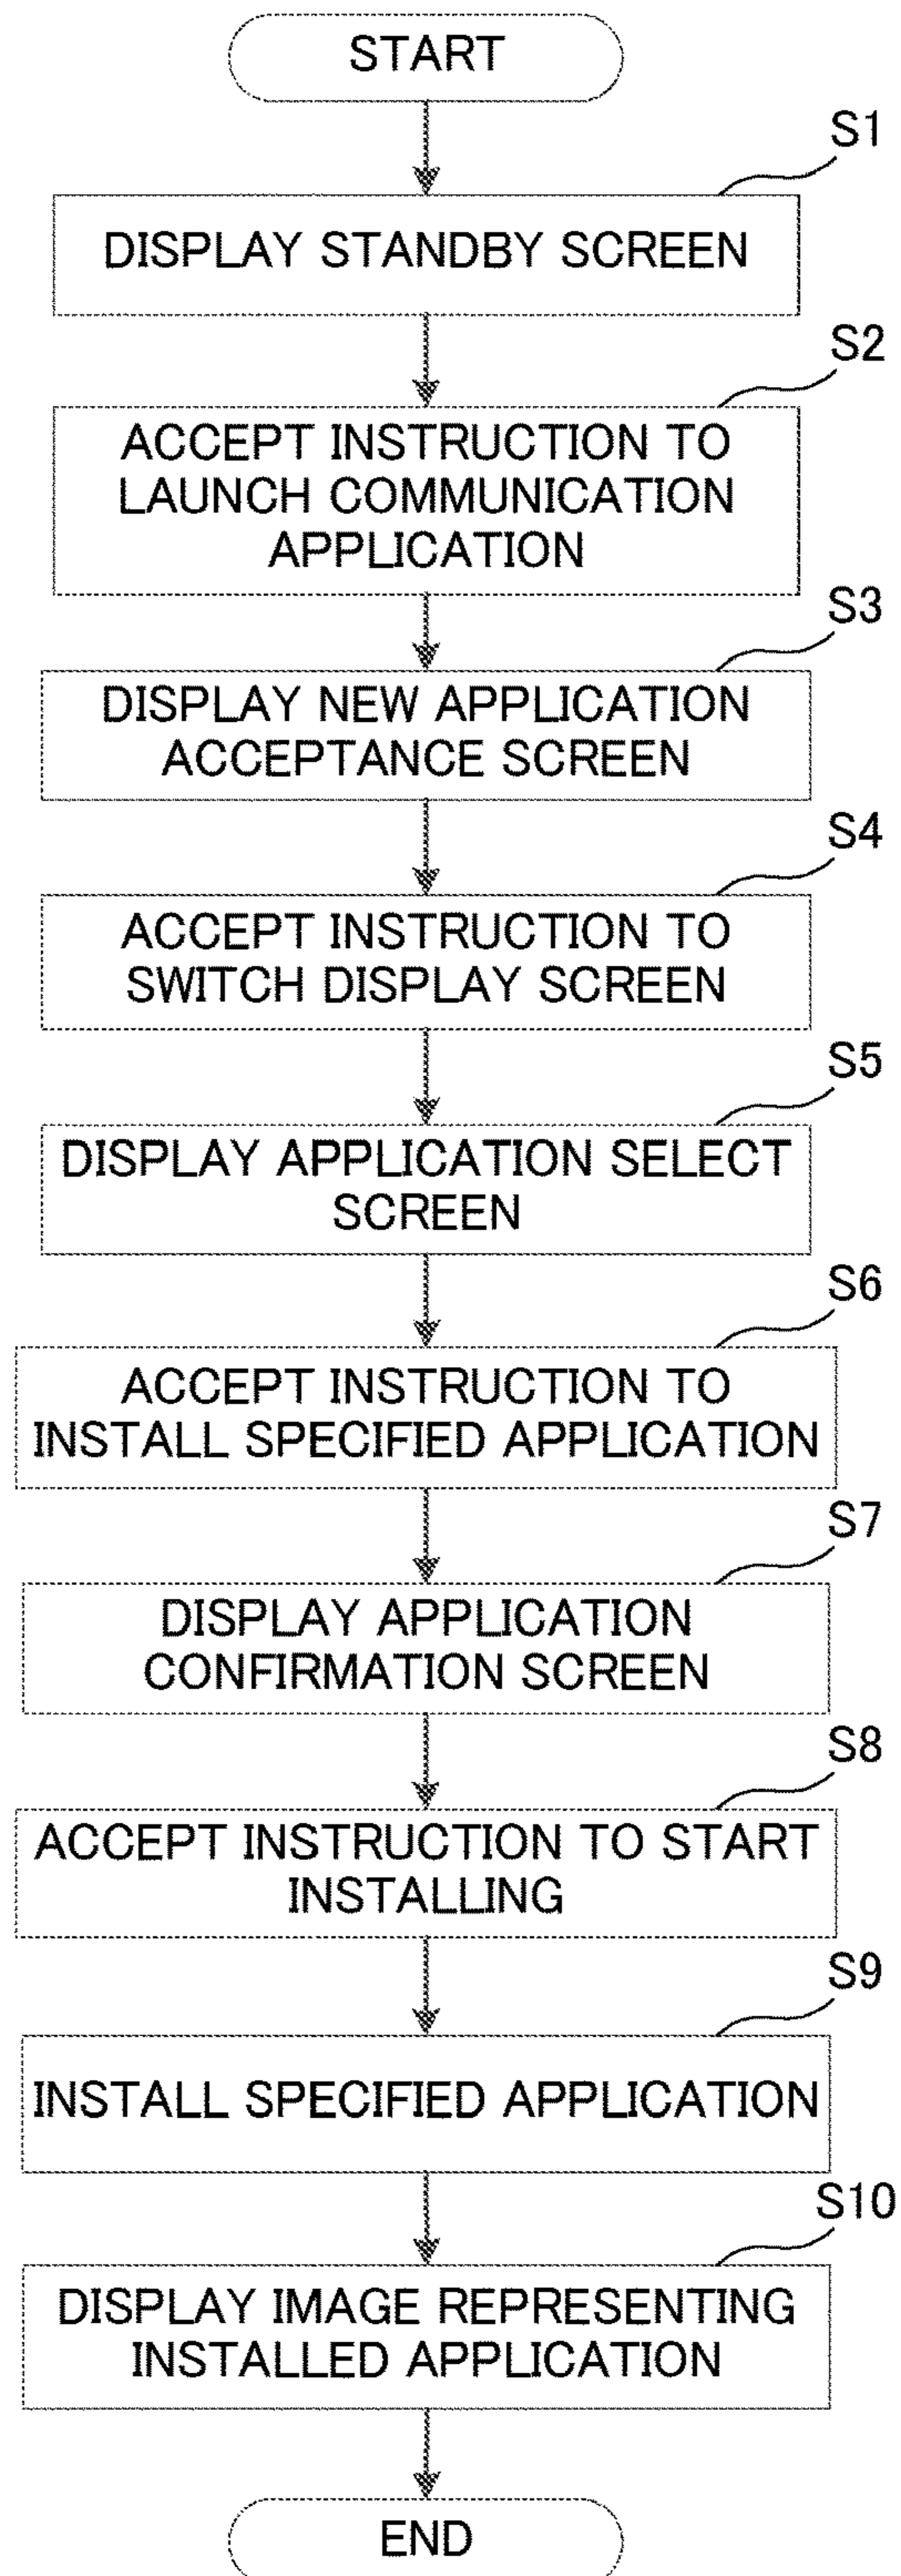 START
S1
DISPLAY STANDBY SCREEN
S2
ACCEPT INSTRUCTION TO
LAUNCH COMMUNICATION
APPLICATION
S3
DISPLAY NEW APPLICATION
ACCEPTANCE SCREEN
S4
ACCEPT INSTRUCTION TO
SWITCH DISPLAY SCREEN
S5
DISPLAY APPLICATION SELECT
SCREEN
S6
ACCEPT INSTRUCTION TO
INSTALL SPECIFIED APPLICATION
S7
DISPLAY APPLICATION
CONFIRMATION SCREEN
S8
ACCEPT INSTRUCTION TO START
INSTALLING
S9
INSTALL SPECIFIED APPLICATION
S10
DISPLAY IMAGE REPRESENTING
INSTALLED APPLICATION
END